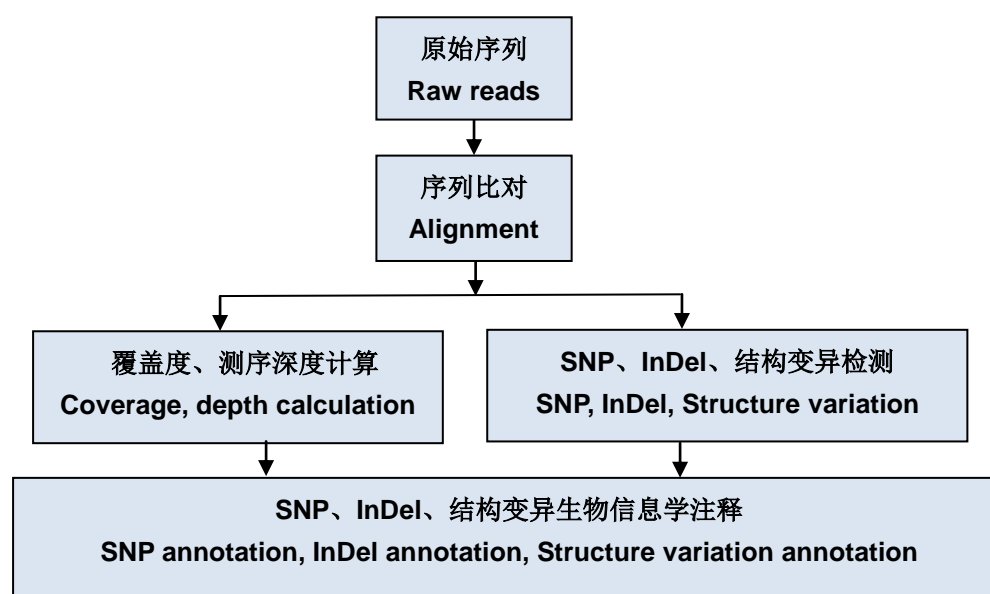 原始序列
Raw reads
序列比对
Alignment
覆盖度、测序深度计算
Coverage, depth calculation
SNP、InDel、结构变异检测
SNP, InDel, Structure variation
SNP、InDel、结构变异生物信息学注释
SNP annotation, InDel annotation, Structure variation annotation